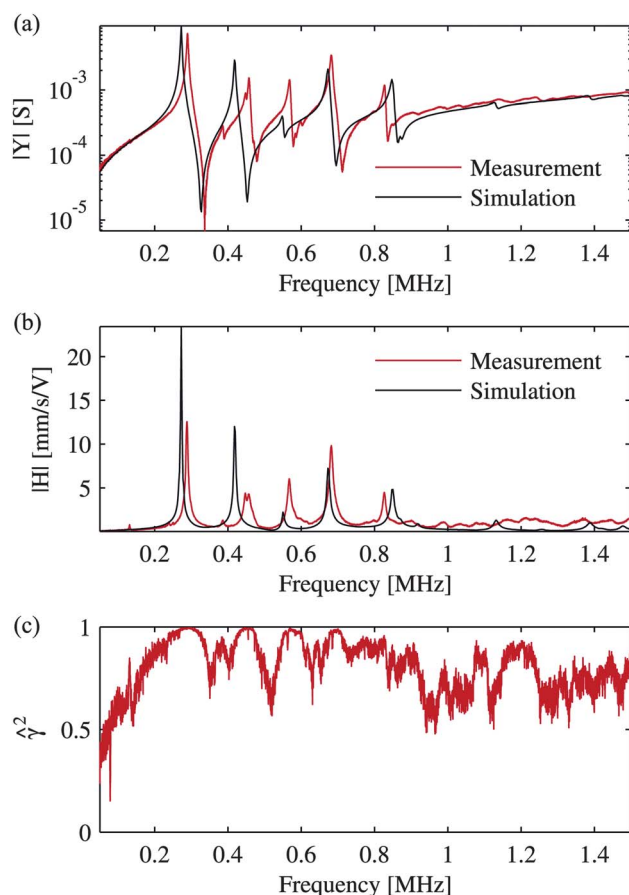 (a)
|Y| [S]
10⁻³
10⁻⁴
10⁻⁵
Measurement
Simulation
0.2 0.4 0.6 0.8 1 1.2 1.4
Frequency [MHz]
(b)
|H| [mm/s/V]
20
15
10
5
Measurement
Simulation
0.2 0.4 0.6 0.8 1 1.2 1.4
Frequency [MHz]
(c)
γ̂²
1
0.5
0
0.2 0.4 0.6 0.8 1 1.2 1.4
Frequency [MHz]